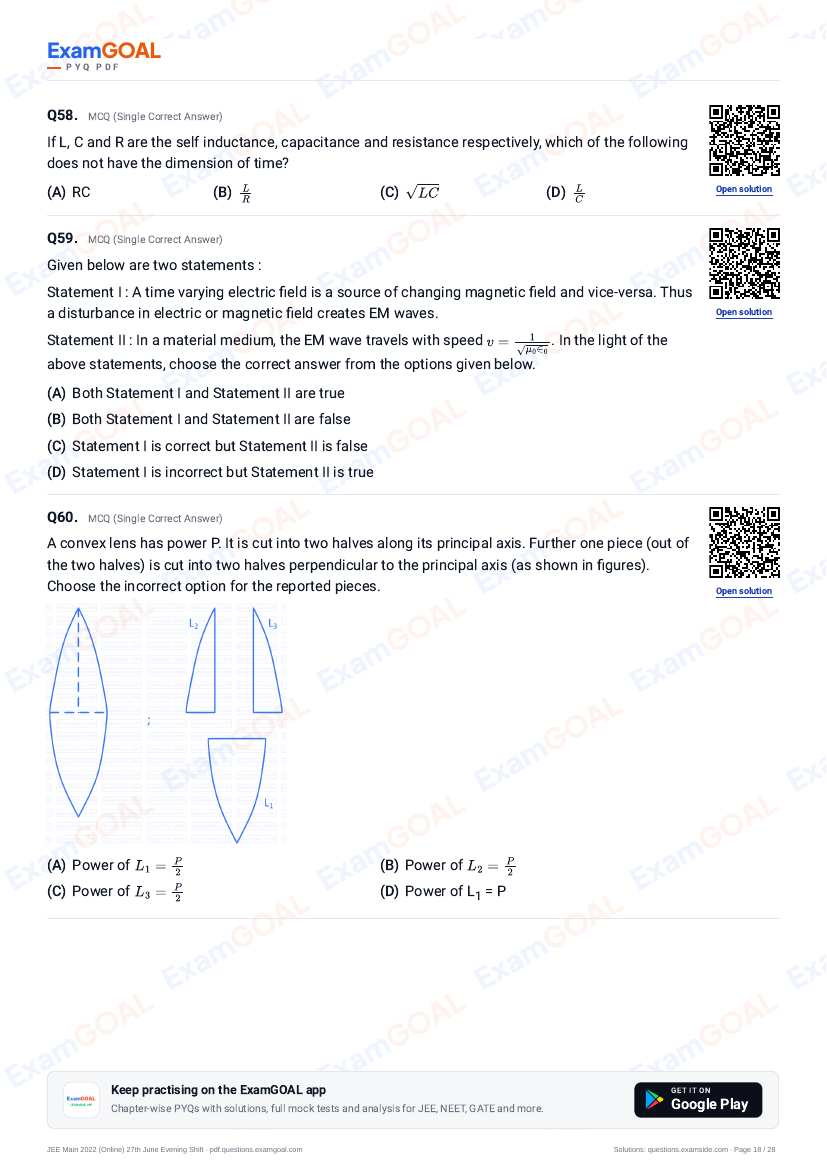 ExamGOAL
PYQ PDF
Q58. MCQ (Single Correct Answer)
If L, C and R are the self inductance, capacitance and resistance respectively, which of the following
does not have the dimension of time?
(A) RC (B) L/R (C) √LC (D) L/C
Open solution
Q59. MCQ (Single Correct Answer)
Given below are two statements :
Statement I : A time varying electric field is a source of changing magnetic field and vice-versa. Thus
a disturbance in electric or magnetic field creates EM waves.
Statement II : In a material medium, the EM wave travels with speed v = 1/√μ₀∈₀. In the light of the
above statements, choose the correct answer from the options given below.
(A) Both Statement I and Statement II are true
(B) Both Statement I and Statement II are false
(C) Statement I is correct but Statement II is false
(D) Statement I is incorrect but Statement II is true
Open solution
Q60. MCQ (Single Correct Answer)
A convex lens has power P. It is cut into two halves along its principal axis. Further one piece (out of
the two halves) is cut into two halves perpendicular to the principal axis (as shown in figures).
Choose the incorrect option for the reported pieces.
Open solution
L₂ L₃
;
L₁
(A) Power of L₁ = P/2 (B) Power of L₂ = P/2
(C) Power of L₃ = P/2 (D) Power of L₁ = P
ExamGOAL
Keep practising on the ExamGOAL app
Chapter-wise PYQs with solutions, full mock tests and analysis for JEE, NEET, GATE and more.
GET IT ON
Google Play
JEE Main 2022 (Online) 27th June Evening Shift · pdf.questions.examgoal.com Solutions: questions.examside.com · Page 18 / 28